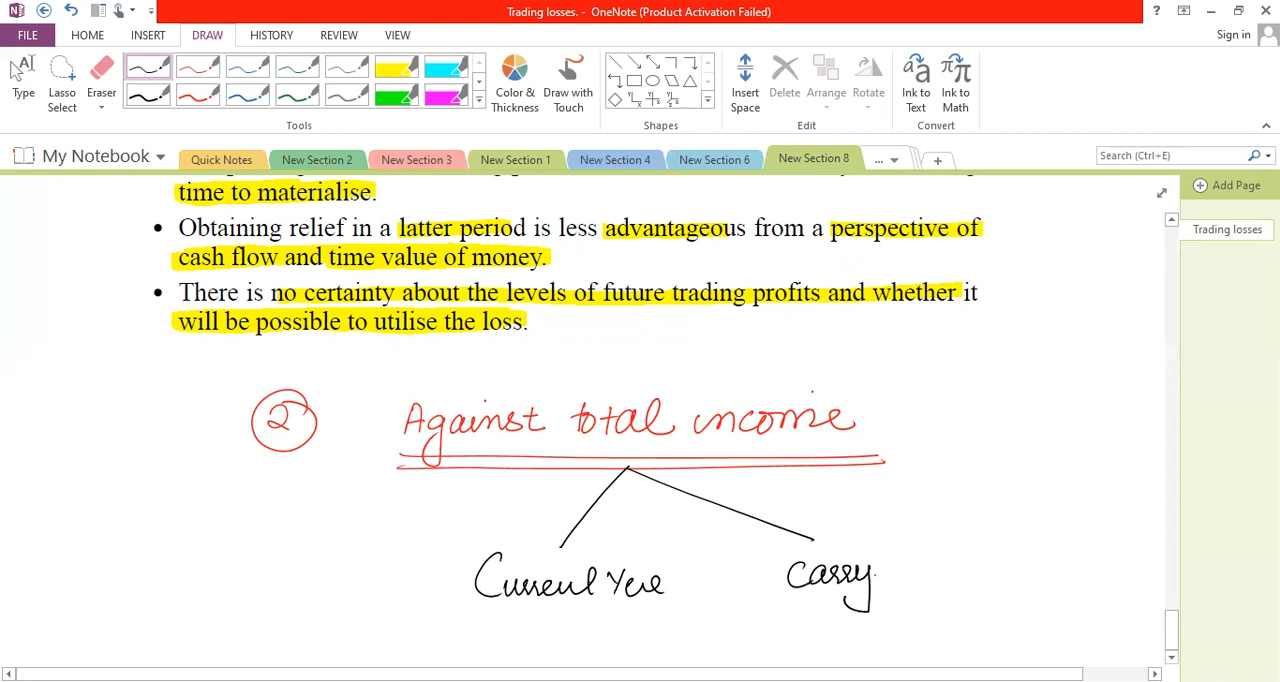 Trading losses. - OneNote (Product Activation Failed)
FILE HOME INSERT DRAW HISTORY REVIEW VIEW
Sign in
Type Lasso Select Eraser Color & Thickness Draw with Touch Insert Space Delete Arrange Rotate Ink to Text Ink to Math
Tools Shapes Edit Convert
My Notebook Quick Notes New Section 2 New Section 3 New Section 1 New Section 4 New Section 6 New Section 8 ... Search (Ctrl+E)
Add Page
Trading losses
time to materialise.
• Obtaining relief in a latter period is less advantageous from a perspective of
cash flow and time value of money.
• There is no certainty about the levels of future trading profits and whether it
will be possible to utilise the loss.
2 Against total income
Current Yere Carry